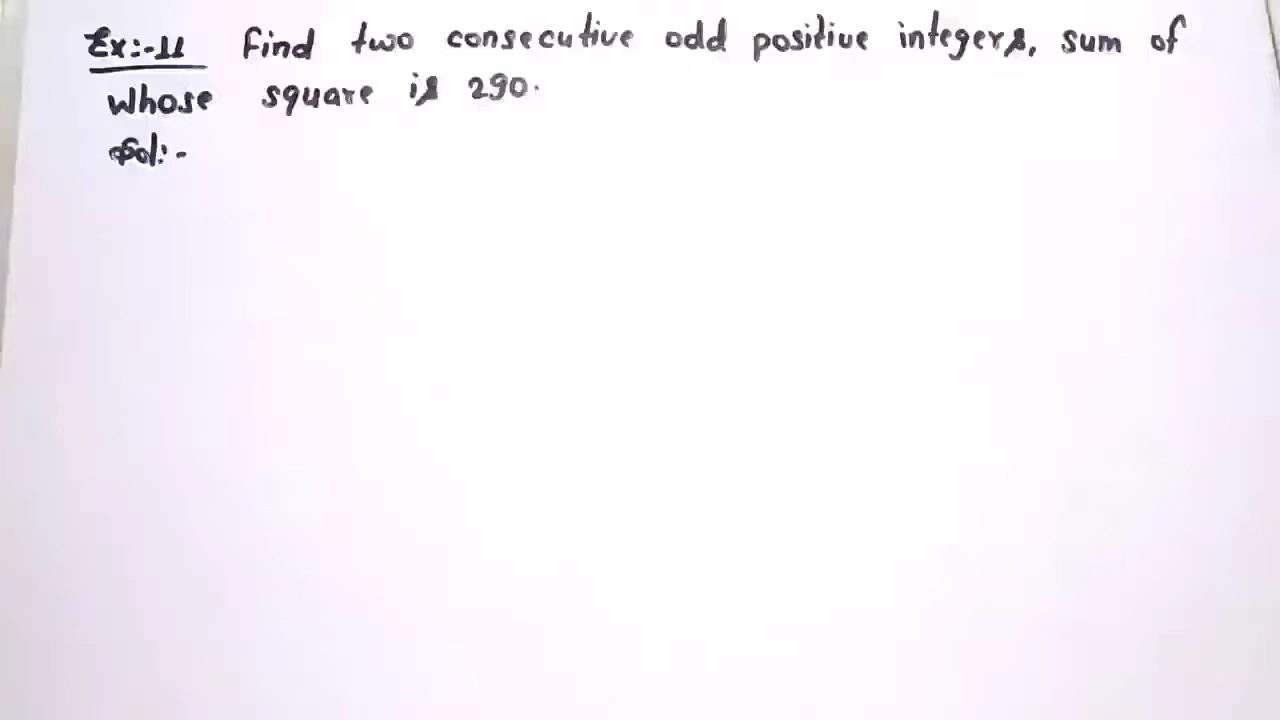 Ex:-11 Find two consecutive odd positive integers, sum of
whose square is 290.
Sol:-